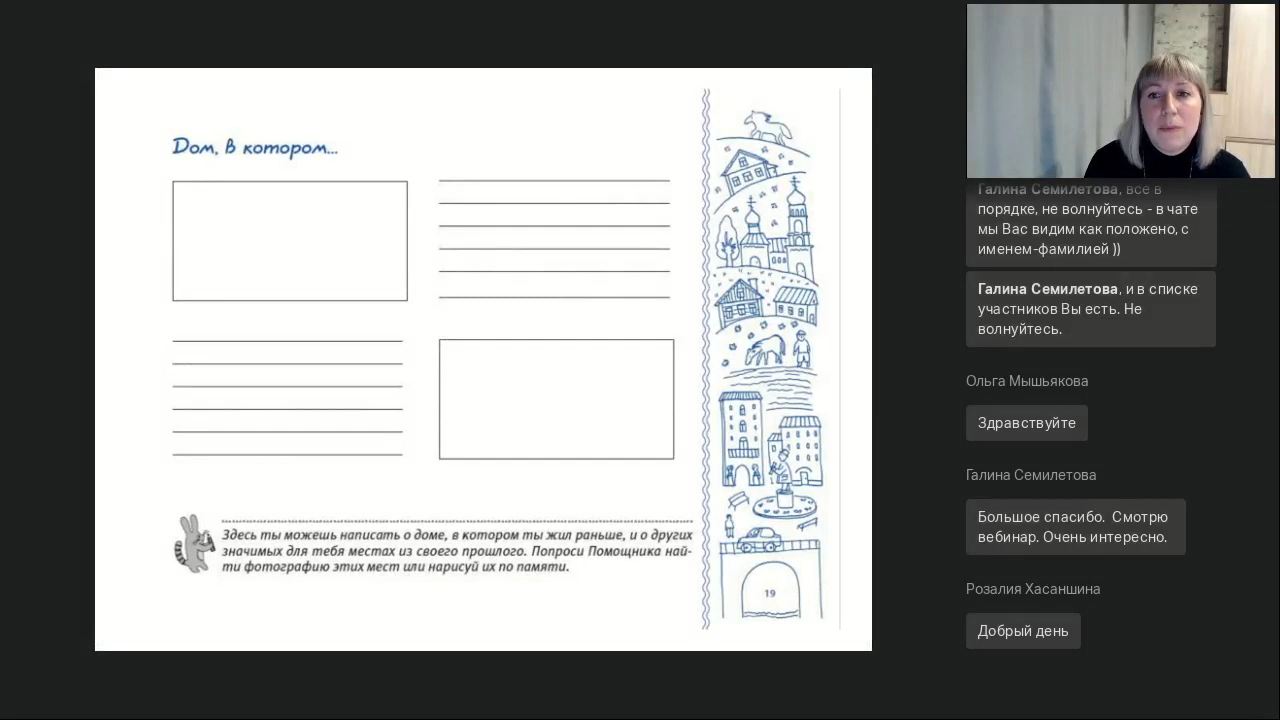 Дом, в котором...
Здесь ты можешь написать о доме, в котором ты жил раньше, и о других
значимых для тебя местах из своего прошлого. Попроси Помощника най-
ти фотографию этих мест или нарисуй их по памяти.
19
Галина Семилетова, все в
порядке, не волнуйтесь - в чате
мы Вас видим как положено, с
именем-фамилией ))
Галина Семилетова, и в списке
участников Вы есть. Не
волнуйтесь.
Ольга Мышьякова
Здравствуйте
Галина Семилетова
Большое спасибо. Смотрю
вебинар. Очень интересно.
Розалия Хасаншина
Добрый день